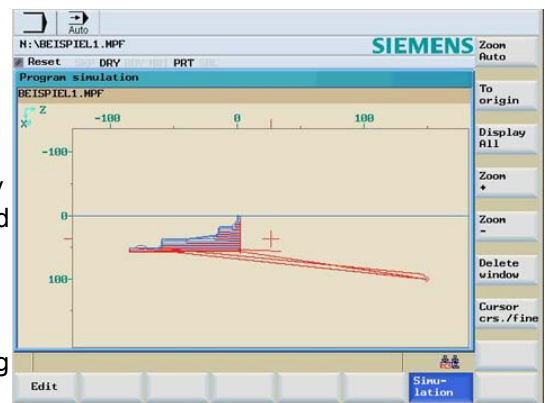 Auto
N:\BEISPIEL1.MPF
SIEMENS
Reset DRY PRT
Program simulation
BEISPIEL1.MPF
Z
X
-100 0 100
-100
0
100
Zoom
Auto
To
origin
Display
All
Zoom
+
Zoom
-
Delete
window
Cursor
crs./fine
Edit
Simu-
lation
y
d
g